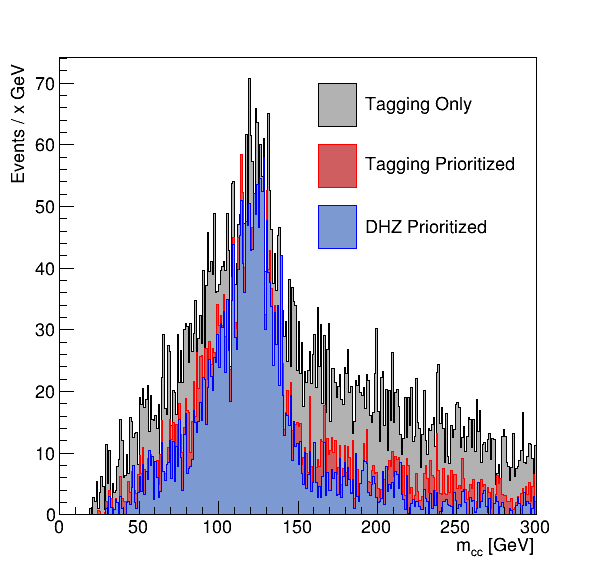 Events / x GeV
70
60
50
40
30
20
10
0
Tagging Only
Tagging Prioritized
DHZ Prioritized
0 50 100 150 200 250 300
m_cc [GeV]